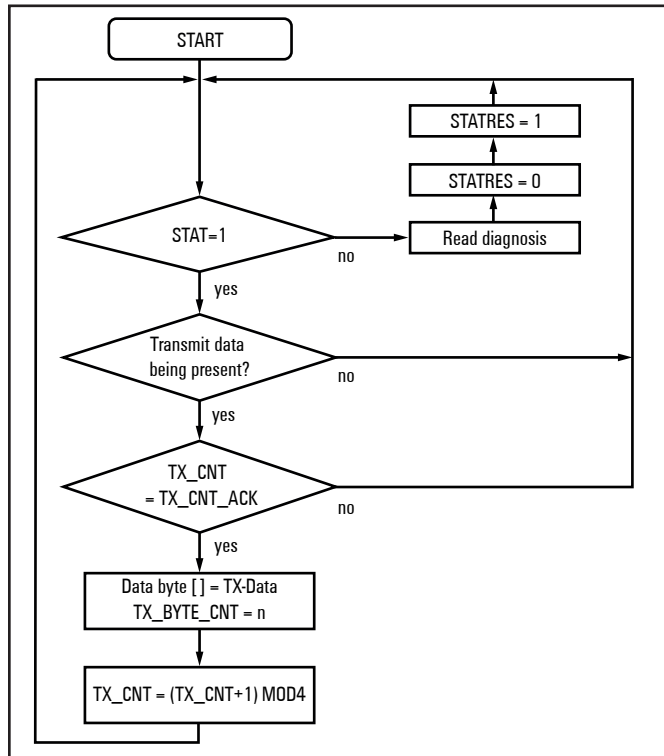 START
STATRES = 1
STATRES = 0
STAT=1
Read diagnosis
no
yes
Transmit data
being present?
no
yes
TX_CNT
= TX_CNT_ACK
no
yes
Data byte [ ] = TX-Data
TX_BYTE_CNT = n
TX_CNT = (TX_CNT+1) MOD4